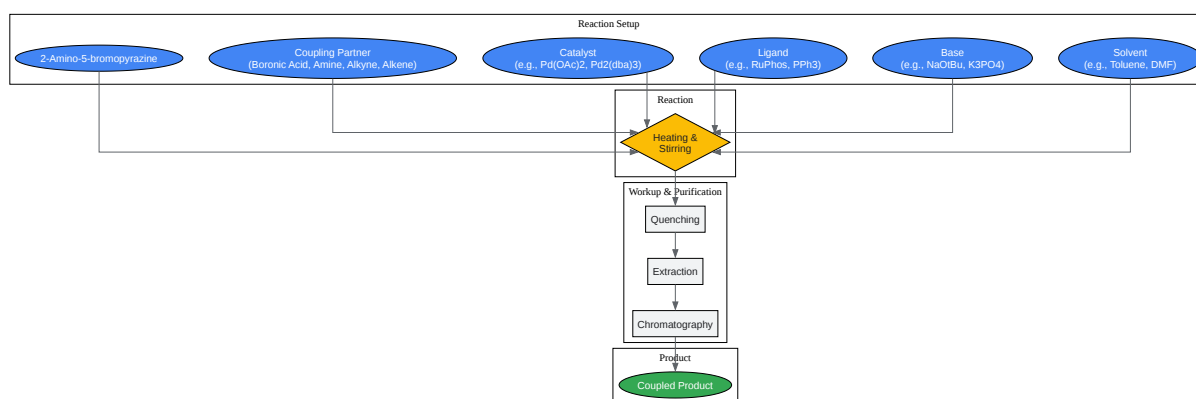 Reaction Setup
2-Amino-5-bromopyrazine
Coupling Partner
(Boronic Acid, Amine, Alkyne, Alkene)
Catalyst
(e.g., Pd(OAc)2, Pd2(dba)3)
Ligand
(e.g., RuPhos, PPh3)
Base
(e.g., NaOtBu, K3PO4)
Solvent
(e.g., Toluene, DMF)
Reaction
Heating &
Stirring
Workup & Purification
Quenching
Extraction
Chromatography
Product
Coupled Product